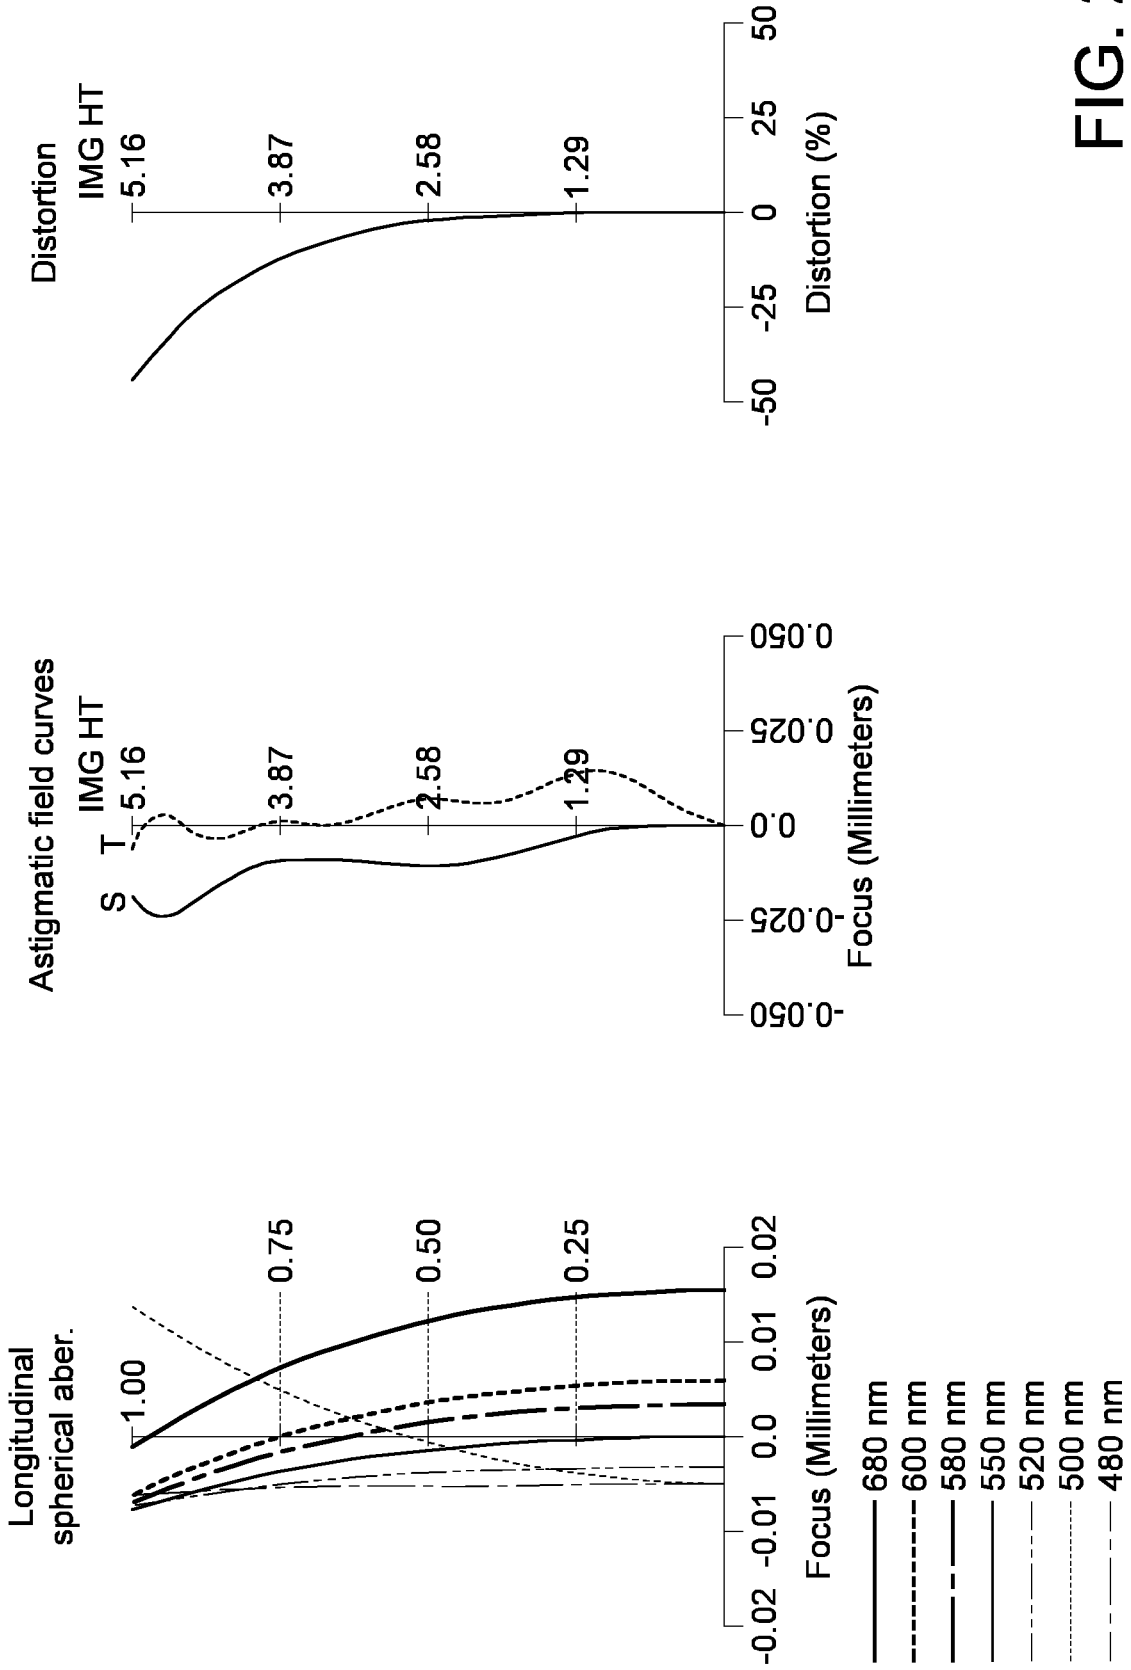 Longitudinal
spherical aber.
1.00
0.75
0.50
0.25
-0.02
-0.01
0.0
0.01
0.02
Focus (Millimeters)
680 nm
600 nm
580 nm
550 nm
520 nm
500 nm
480 nm
Astigmatic field curves
S T
IMG HT
5.16
3.87
2.58
1.29
-0.050
-0.025
0.0
0.025
0.050
Focus (Millimeters)
Distortion
IMG HT
5.16
3.87
2.58
1.29
-50
-25
0
25
50
Distortion (%)
FIG.